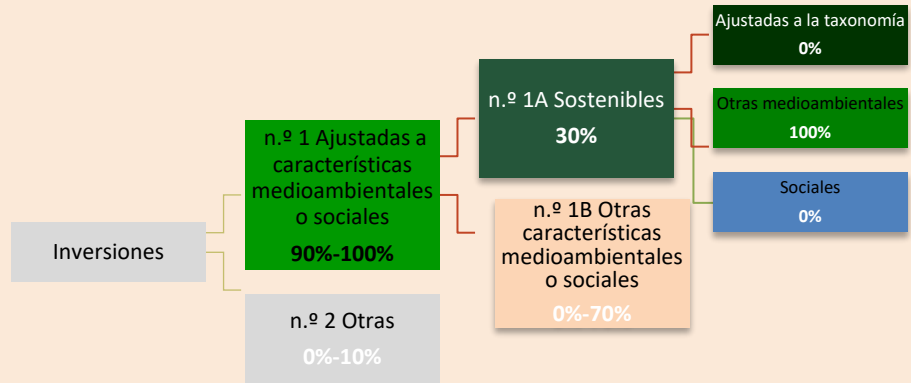 Inversiones
n.º 1 Ajustadas a
características
medioambientales
o sociales
90%-100%
n.º 2 Otras
0%-10%
n.º 1A Sostenibles
30%
n.º 1B Otras
características
medioambientales
o sociales
0%-70%
Ajustadas a la taxonomía
0%
Otras medioambientales
100%
Sociales
0%